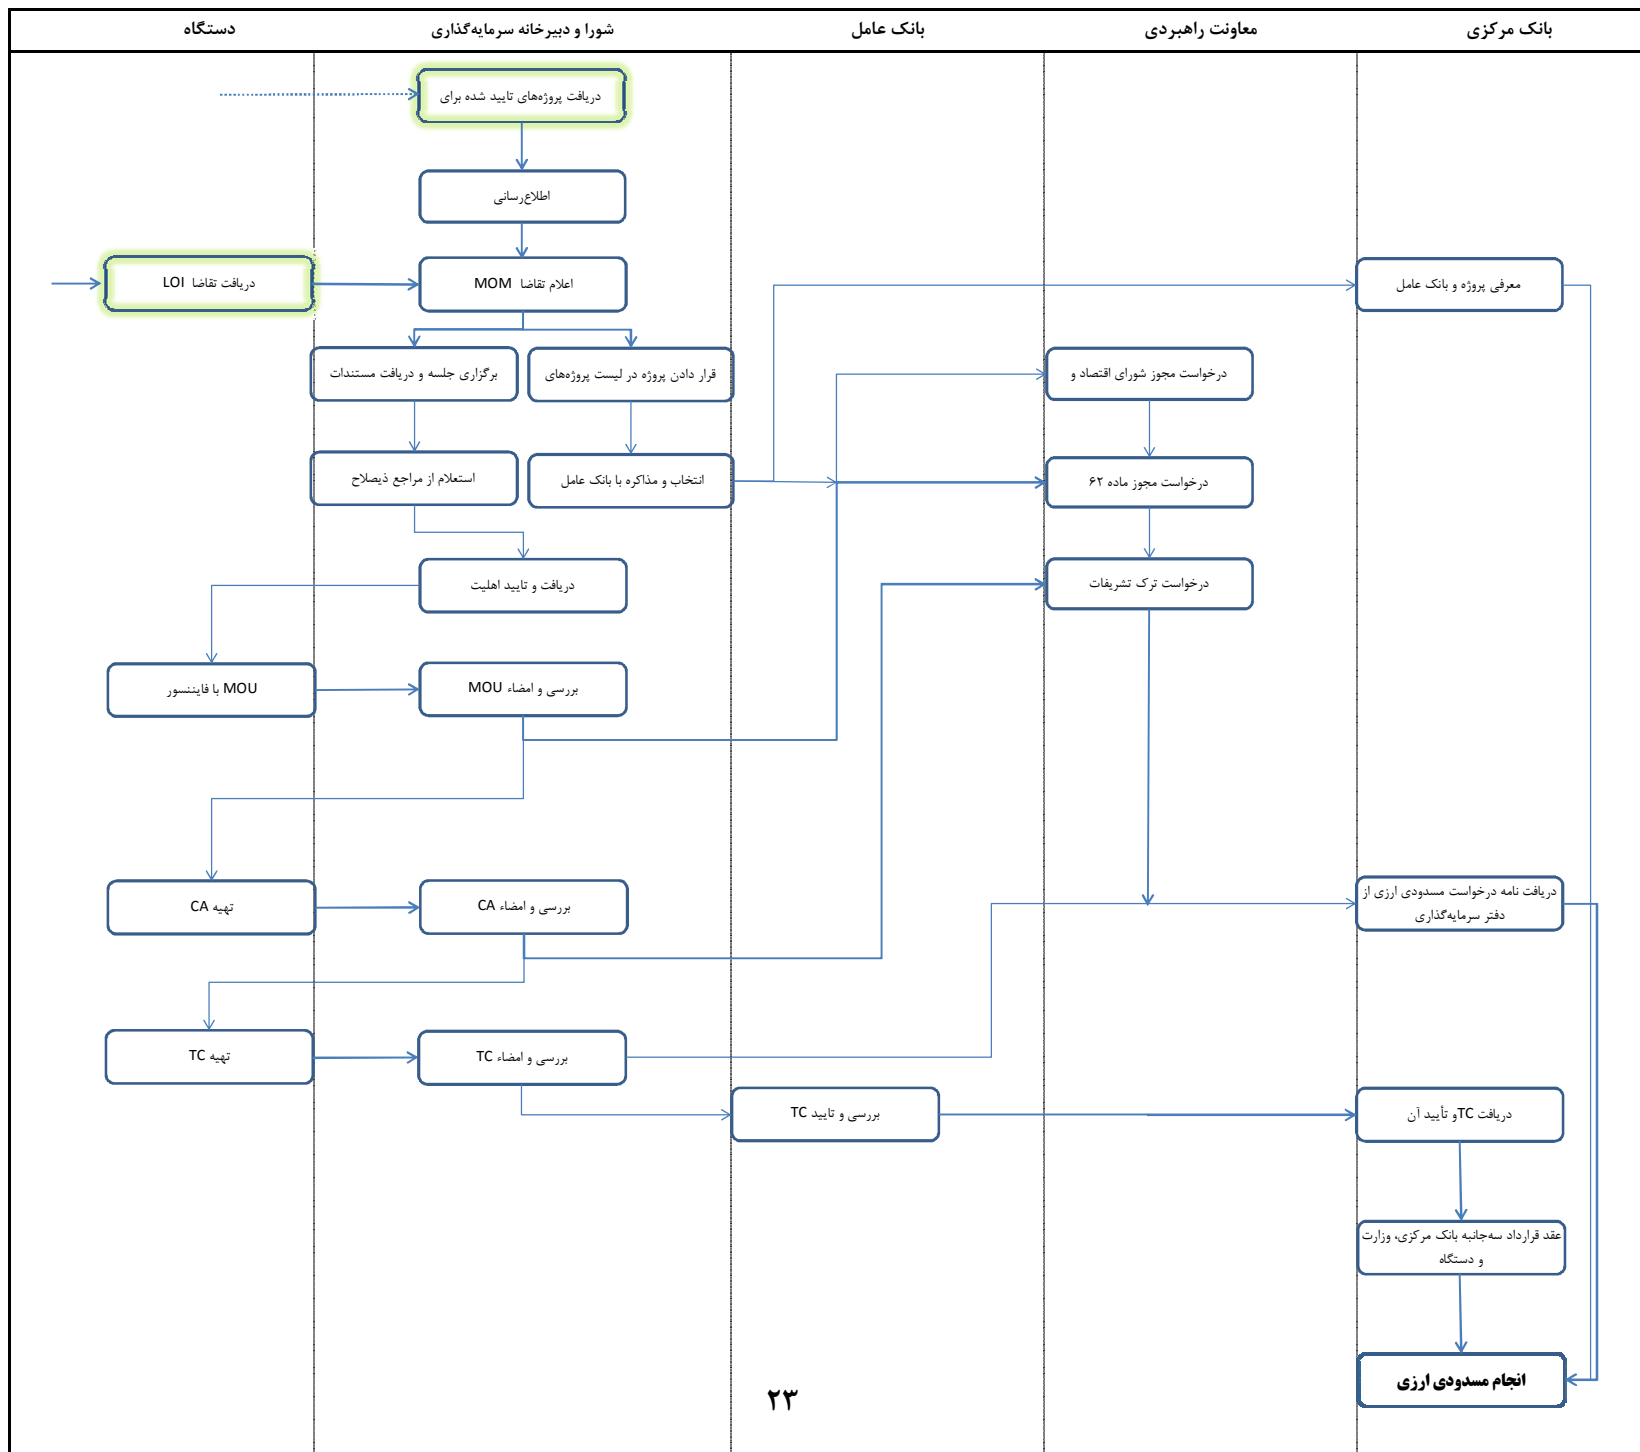 دستگاه
شورا و دبیرخانه سرمایه‌گذاری
بانک عامل
معاونت راهبردی
بانک مرکزی
دریافت پروژه‌های تایید شده برای
اطلاع‌رسانی
دریافت تقاضا LOI
اعلام تقاضا MOM
معرفی پروژه و بانک عامل
برگزاری جلسه و دریافت مستندات
قرار دادن پروژه در لیست پروژه‌های
درخواست مجوز شورای اقتصاد و
استعلام از مراجع ذیصلاح
انتخاب و مذاکره با بانک عامل
درخواست مجوز ماده ۶۲
دریافت و تایید اهلیت
درخواست ترک تشریفات
MOU با فایننسور
بررسی و امضاء MOU
تهیه CA
بررسی و امضاء CA
دریافت نامه درخواست مسدودی ارزی از
دفتر سرمایه‌گذاری
تهیه TC
بررسی و امضاء TC
بررسی و تایید TC
دریافت TCو تأیید آن
عقد قرارداد سه‌جانبه بانک مرکزی، وزارت
و دستگاه
انجام مسدودی ارزی
۲۳